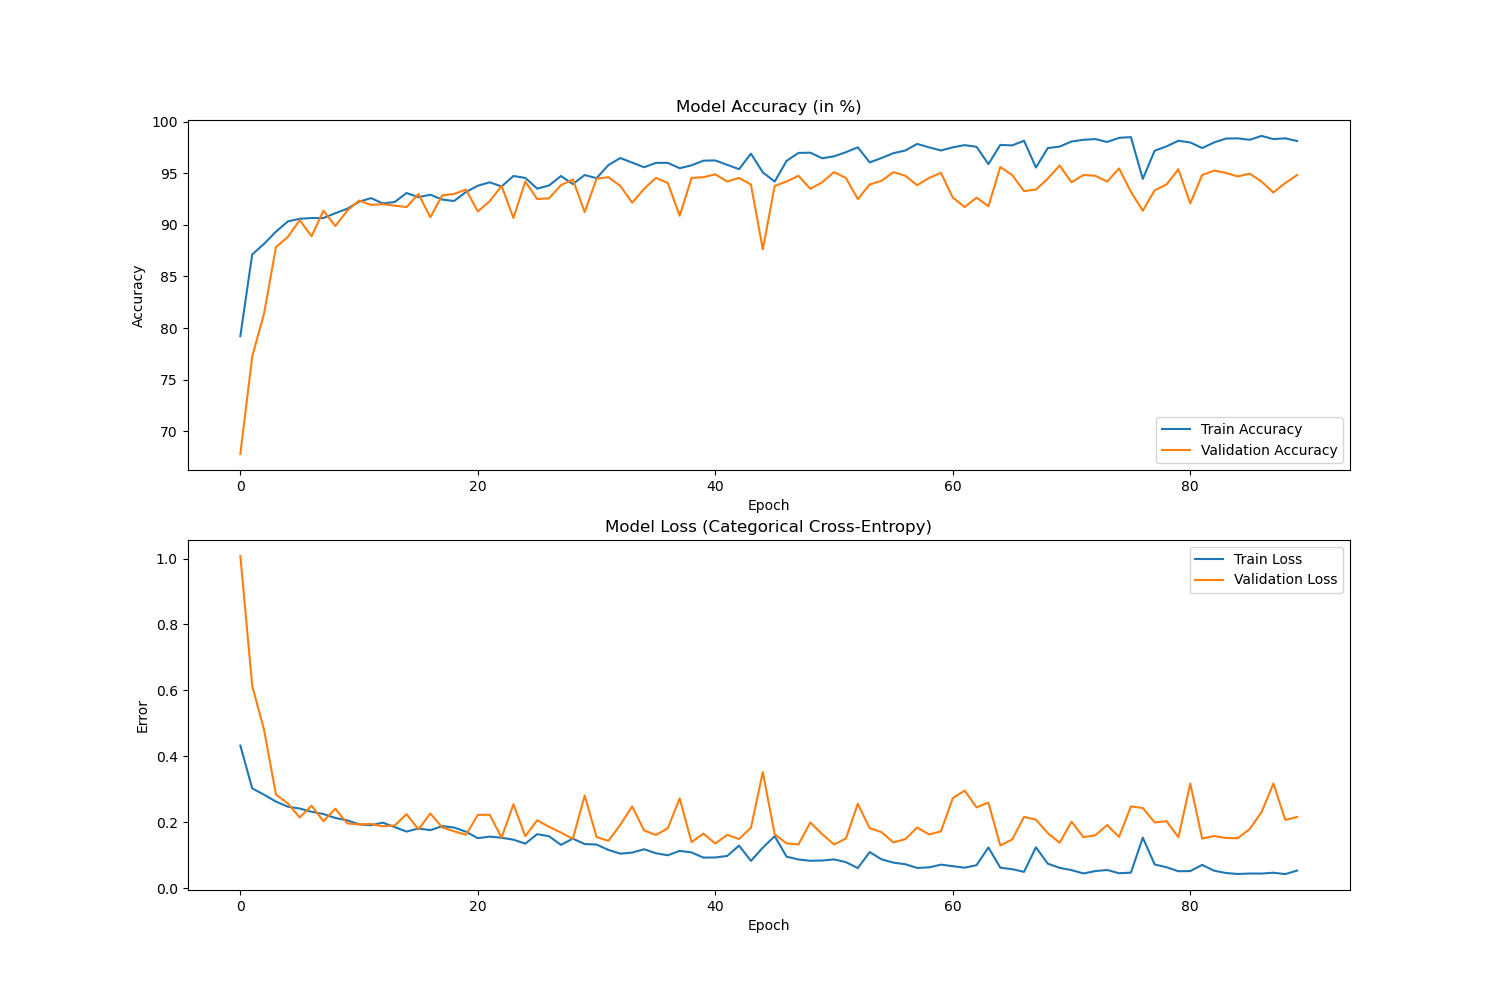 Model Accuracy (in %)
100
95
90
85
80
75
70
Accuracy
Train Accuracy
Validation Accuracy
0 20 40 60 80
Epoch
Model Loss (Categorical Cross-Entropy)
1.0
0.8
0.6
0.4
0.2
0.0
Error
Train Loss
Validation Loss
0 20 40 60 80
Epoch